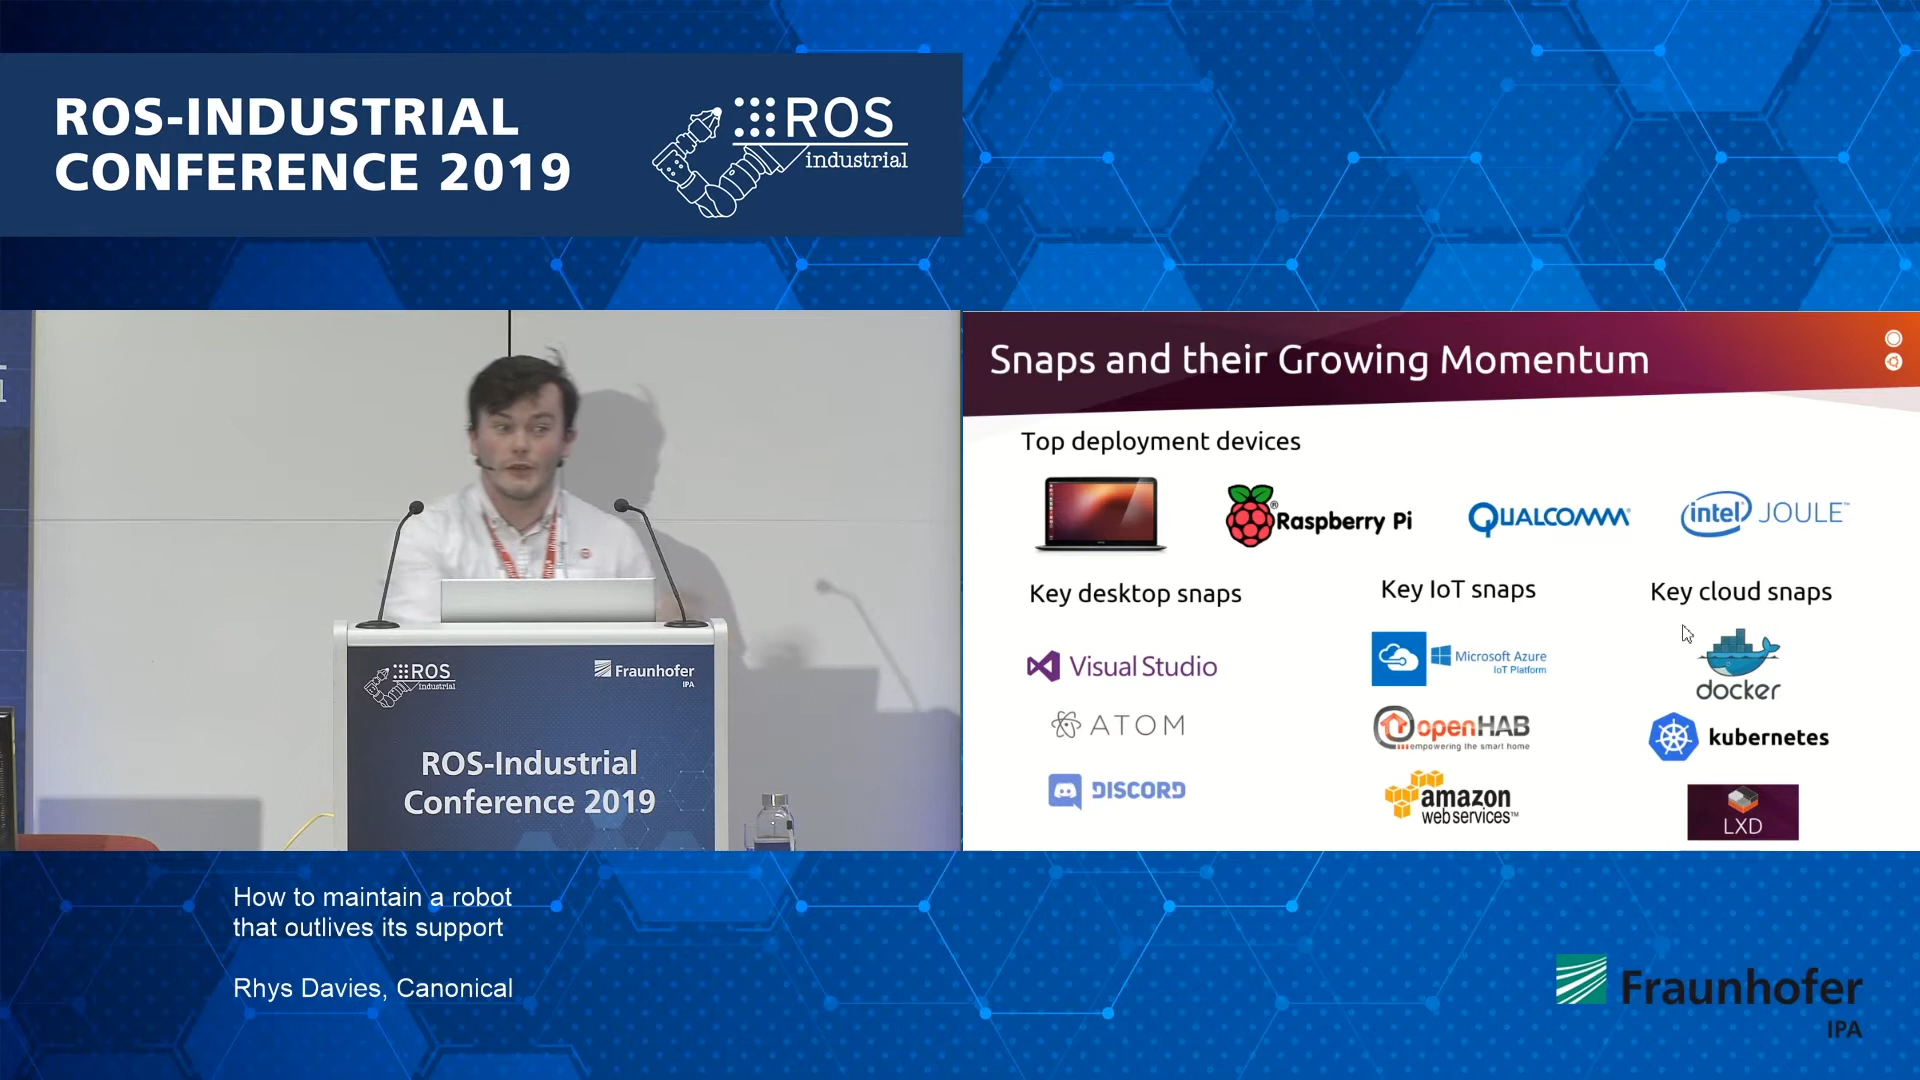 ROS-INDUSTRIAL
CONFERENCE 2019
ROS
industrial
Snaps and their Growing Momentum
Top deployment devices
Raspberry Pi
QUALCOMM
intel JOULE™
Key desktop snaps
Key IoT snaps
Key cloud snaps
Visual Studio
Microsoft Azure
IoT Platform
docker
ATOM
openHAB
empowering the smart home
kubernetes
DISCORD
amazon
web services™
LXD
ROS
industrial
Fraunhofer
IPA
ROS-Industrial
Conference 2019
How to maintain a robot
that outlives its support
Rhys Davies, Canonical
Fraunhofer
IPA